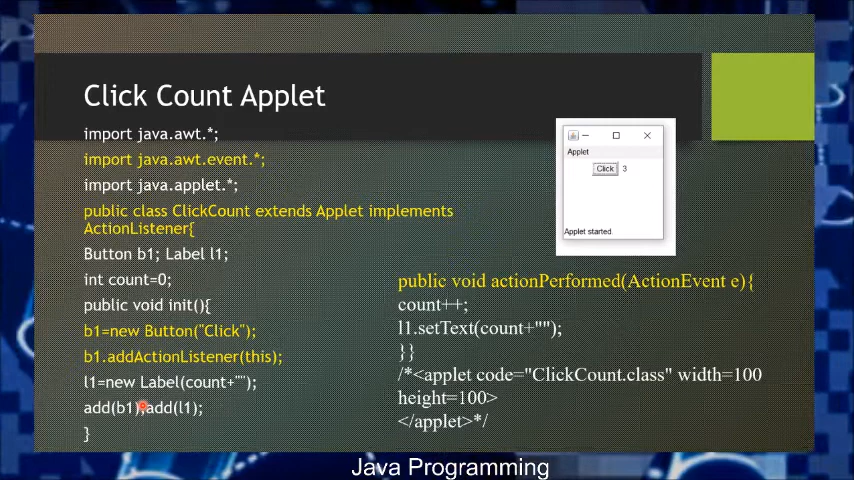 Click Count Applet
import java.awt.*;
import java.awt.event.*;
import java.applet.*;
public class ClickCount extends Applet implements
ActionListener{
Button b1; Label l1;
int count=0;
public void init(){
b1=new Button("Click");
b1.addActionListener(this);
l1=new Label(count+"");
add(b1);add(l1);
}
Applet
Click 3
Applet started.
public void actionPerformed(ActionEvent e){
count++;
l1.setText(count+"");
}}
/*<applet code="ClickCount.class" width=100
height=100>
</applet>*/
Java Programming